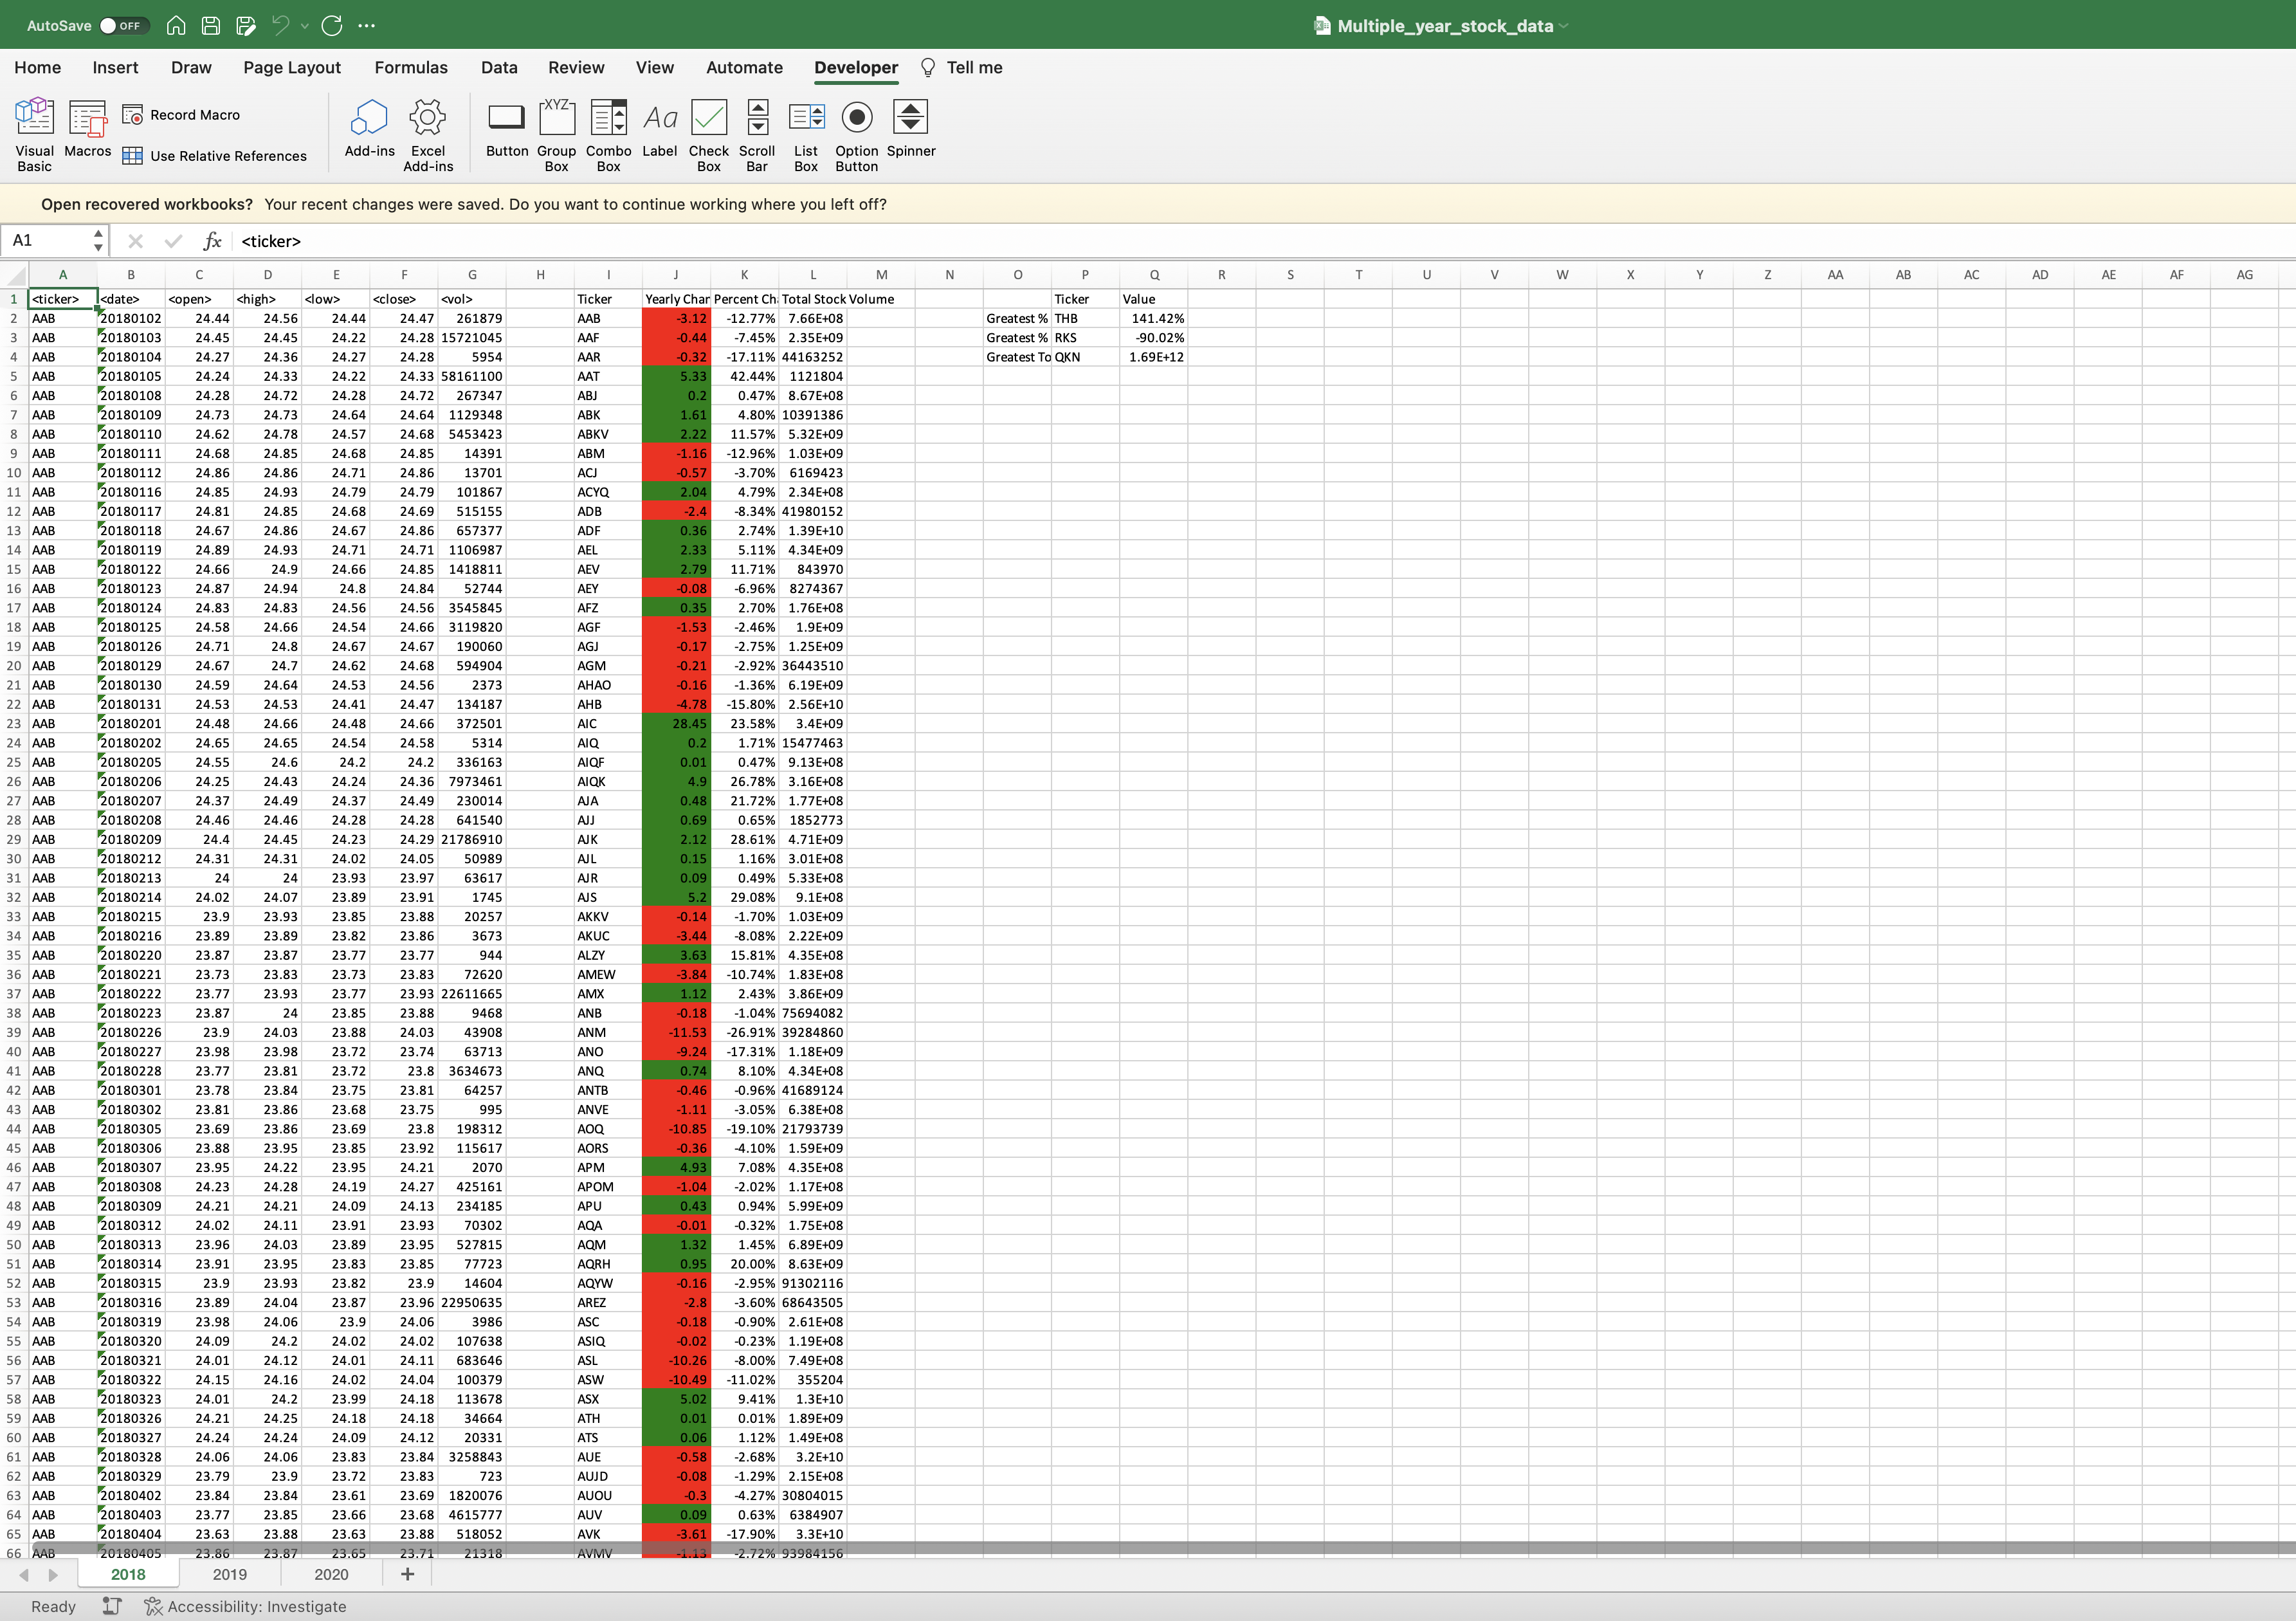 AutoSave OFF Multiple_year_stock_data
Home Insert Draw Page Layout Formulas Data Review View Automate Developer Tell me
Visual Basic Macros Record Macro Use Relative References Add-ins Excel Add-ins Button Group Box Combo Box Label Check Box Scroll Bar List Box Option Button Spinner
Open recovered workbooks? Your recent changes were saved. Do you want to continue working where you left off?
A1 fx <ticker>
A B C D E F G H I J K L M N O P Q R S T U V W X Y Z AA AB AC AD AE AF AG
1 <ticker> <date> <open> <high> <low> <close> <vol> Ticker Yearly Chan Percent Cha Total Stock Volume Ticker Value
2 AAB 20180102 24.44 24.56 24.44 24.47 261879 AAB -3.12 -12.77% 7.66E+08 Greatest % THB 141.42%
3 AAB 20180103 24.45 24.45 24.22 24.28 15721045 AAF -0.44 -7.45% 2.35E+09 Greatest % RKS -90.02%
4 AAB 20180104 24.27 24.36 24.27 24.28 5954 AAR -0.32 -17.11% 44163252 Greatest To QKN 1.69E+12
5 AAB 20180105 24.24 24.33 24.22 24.33 58161100 AAT 5.33 42.44% 1121804
6 AAB 20180108 24.28 24.72 24.28 24.72 267347 ABJ 0.2 0.47% 8.67E+08
7 AAB 20180109 24.73 24.73 24.64 24.64 1129348 ABK 1.61 4.80% 10391386
8 AAB 20180110 24.62 24.78 24.57 24.68 5453423 ABKV 2.22 11.57% 5.32E+09
9 AAB 20180111 24.68 24.85 24.68 24.85 14391 ABM -1.16 -12.96% 1.03E+09
10 AAB 20180112 24.86 24.86 24.71 24.86 13701 ACJ -0.57 -3.70% 6169423
11 AAB 20180116 24.85 24.93 24.79 24.79 101867 ACYQ 2.04 4.79% 2.34E+08
12 AAB 20180117 24.81 24.85 24.68 24.69 515155 ADB -2.4 -8.34% 41980152
13 AAB 20180118 24.67 24.86 24.67 24.86 657377 ADF 0.36 2.74% 1.39E+10
14 AAB 20180119 24.89 24.93 24.71 24.71 1106987 AEL 2.33 5.11% 4.34E+09
15 AAB 20180122 24.66 24.9 24.66 24.85 1418811 AEV 2.79 11.71% 843970
16 AAB 20180123 24.87 24.94 24.8 24.84 52744 AEY -0.08 -6.96% 8274367
17 AAB 20180124 24.83 24.83 24.56 24.56 3545845 AFZ 0.35 2.70% 1.76E+08
18 AAB 20180125 24.58 24.66 24.54 24.66 3119820 AGF -1.53 -2.46% 1.9E+09
19 AAB 20180126 24.71 24.8 24.67 24.67 190060 AGJ -0.17 -2.75% 1.25E+09
20 AAB 20180129 24.67 24.7 24.62 24.68 594904 AGM -0.21 -2.92% 36443510
21 AAB 20180130 24.59 24.64 24.53 24.56 2373 AHAO -0.16 -1.36% 6.19E+09
22 AAB 20180131 24.53 24.53 24.41 24.47 134187 AHB -4.78 -15.80% 2.56E+10
23 AAB 20180201 24.48 24.66 24.48 24.66 372501 AIC 28.45 23.58% 3.4E+09
24 AAB 20180202 24.65 24.65 24.54 24.58 5314 AIQ 0.2 1.71% 15477463
25 AAB 20180205 24.55 24.6 24.2 24.2 336163 AIQF 0.01 0.47% 9.13E+08
26 AAB 20180206 24.25 24.43 24.24 24.36 7973461 AIQK 4.9 26.78% 3.16E+08
27 AAB 20180207 24.37 24.49 24.37 24.49 230014 AJA 0.48 21.72% 1.77E+08
28 AAB 20180208 24.46 24.46 24.28 24.28 641540 AJJ 0.69 0.65% 1852773
29 AAB 20180209 24.4 24.45 24.23 24.29 21786910 AJK 2.12 28.61% 4.71E+09
30 AAB 20180212 24.31 24.31 24.02 24.05 50989 AJL 0.15 1.16% 3.01E+08
31 AAB 20180213 24 24 23.93 23.97 63617 AJR 0.09 0.49% 5.33E+08
32 AAB 20180214 24.02 24.07 23.89 23.91 1745 AJS 5.2 29.08% 9.1E+08
33 AAB 20180215 23.9 23.93 23.85 23.88 20257 AKKV -0.14 -1.70% 1.03E+09
34 AAB 20180216 23.89 23.89 23.82 23.86 3673 AKUC -3.44 -8.08% 2.22E+09
35 AAB 20180220 23.87 23.87 23.77 23.77 944 ALZY 3.63 15.81% 4.35E+08
36 AAB 20180221 23.73 23.83 23.73 23.83 72620 AMEW -3.84 -10.74% 1.83E+08
37 AAB 20180222 23.77 23.93 23.77 23.93 22611665 AMX 1.12 2.43% 3.86E+09
38 AAB 20180223 23.87 24 23.85 23.88 9468 ANB -0.18 -1.04% 75694082
39 AAB 20180226 23.9 24.03 23.88 24.03 43908 ANM -11.53 -26.91% 39284860
40 AAB 20180227 23.98 23.98 23.72 23.74 63713 ANO -9.24 -17.31% 1.18E+09
41 AAB 20180228 23.77 23.81 23.72 23.8 3634673 ANQ 0.74 8.10% 4.34E+08
42 AAB 20180301 23.78 23.84 23.75 23.81 64257 ANTB -0.46 -0.96% 41689124
43 AAB 20180302 23.81 23.86 23.68 23.75 995 ANVE -1.11 -3.05% 6.38E+08
44 AAB 20180305 23.69 23.86 23.69 23.8 198312 AOQ -10.85 -19.10% 21793739
45 AAB 20180306 23.88 23.95 23.85 23.92 115617 AORS -0.36 -4.10% 1.59E+09
46 AAB 20180307 23.95 24.22 23.95 24.21 2070 APM 4.93 7.08% 4.35E+08
47 AAB 20180308 24.23 24.28 24.19 24.27 425161 APOM -1.04 -2.02% 1.17E+08
48 AAB 20180309 24.21 24.21 24.09 24.13 234185 APU 0.43 0.94% 5.99E+09
49 AAB 20180312 24.02 24.11 23.91 23.93 70302 AQA -0.01 -0.32% 1.75E+08
50 AAB 20180313 23.96 24.03 23.89 23.95 527815 AQM 1.32 1.45% 6.89E+09
51 AAB 20180314 23.91 23.95 23.83 23.85 77723 AQRH 0.95 20.00% 8.63E+09
52 AAB 20180315 23.9 23.93 23.82 23.9 14604 AQYW -0.16 -2.95% 91302116
53 AAB 20180316 23.89 24.04 23.87 23.96 22950635 AREZ -2.8 -3.60% 68643505
54 AAB 20180319 23.98 24.06 23.9 24.06 3986 ASC -0.18 -0.90% 2.61E+08
55 AAB 20180320 24.09 24.2 24.02 24.02 107638 ASIQ -0.02 -0.23% 1.19E+08
56 AAB 20180321 24.01 24.12 24.01 24.11 683646 ASL -10.26 -8.00% 7.49E+08
57 AAB 20180322 24.15 24.16 24.02 24.04 100379 ASW -10.49 -11.02% 355204
58 AAB 20180323 24.01 24.2 23.99 24.18 113678 ASX 5.02 9.41% 1.3E+10
59 AAB 20180326 24.21 24.25 24.18 24.18 34664 ATH 0.01 0.01% 1.89E+09
60 AAB 20180327 24.24 24.24 24.09 24.12 20331 ATS 0.06 1.12% 1.49E+08
61 AAB 20180328 24.06 24.06 23.83 23.84 3258843 AUE -0.58 -2.68% 3.2E+10
62 AAB 20180329 23.79 23.9 23.72 23.83 723 AUJD -0.08 -1.29% 2.15E+08
63 AAB 20180402 23.84 23.84 23.61 23.69 1820076 AUOU -0.3 -4.27% 30804015
64 AAB 20180403 23.77 23.85 23.66 23.68 4615777 AUV 0.09 0.63% 6384907
65 AAB 20180404 23.63 23.88 23.63 23.88 518052 AVK -3.61 -17.90% 3.3E+10
66 AAB 20180405 23.86 23.87 23.65 23.71 21318 AVMV -1.13 -2.72% 93984156
2018 2019 2020 +
Ready Accessibility: Investigate